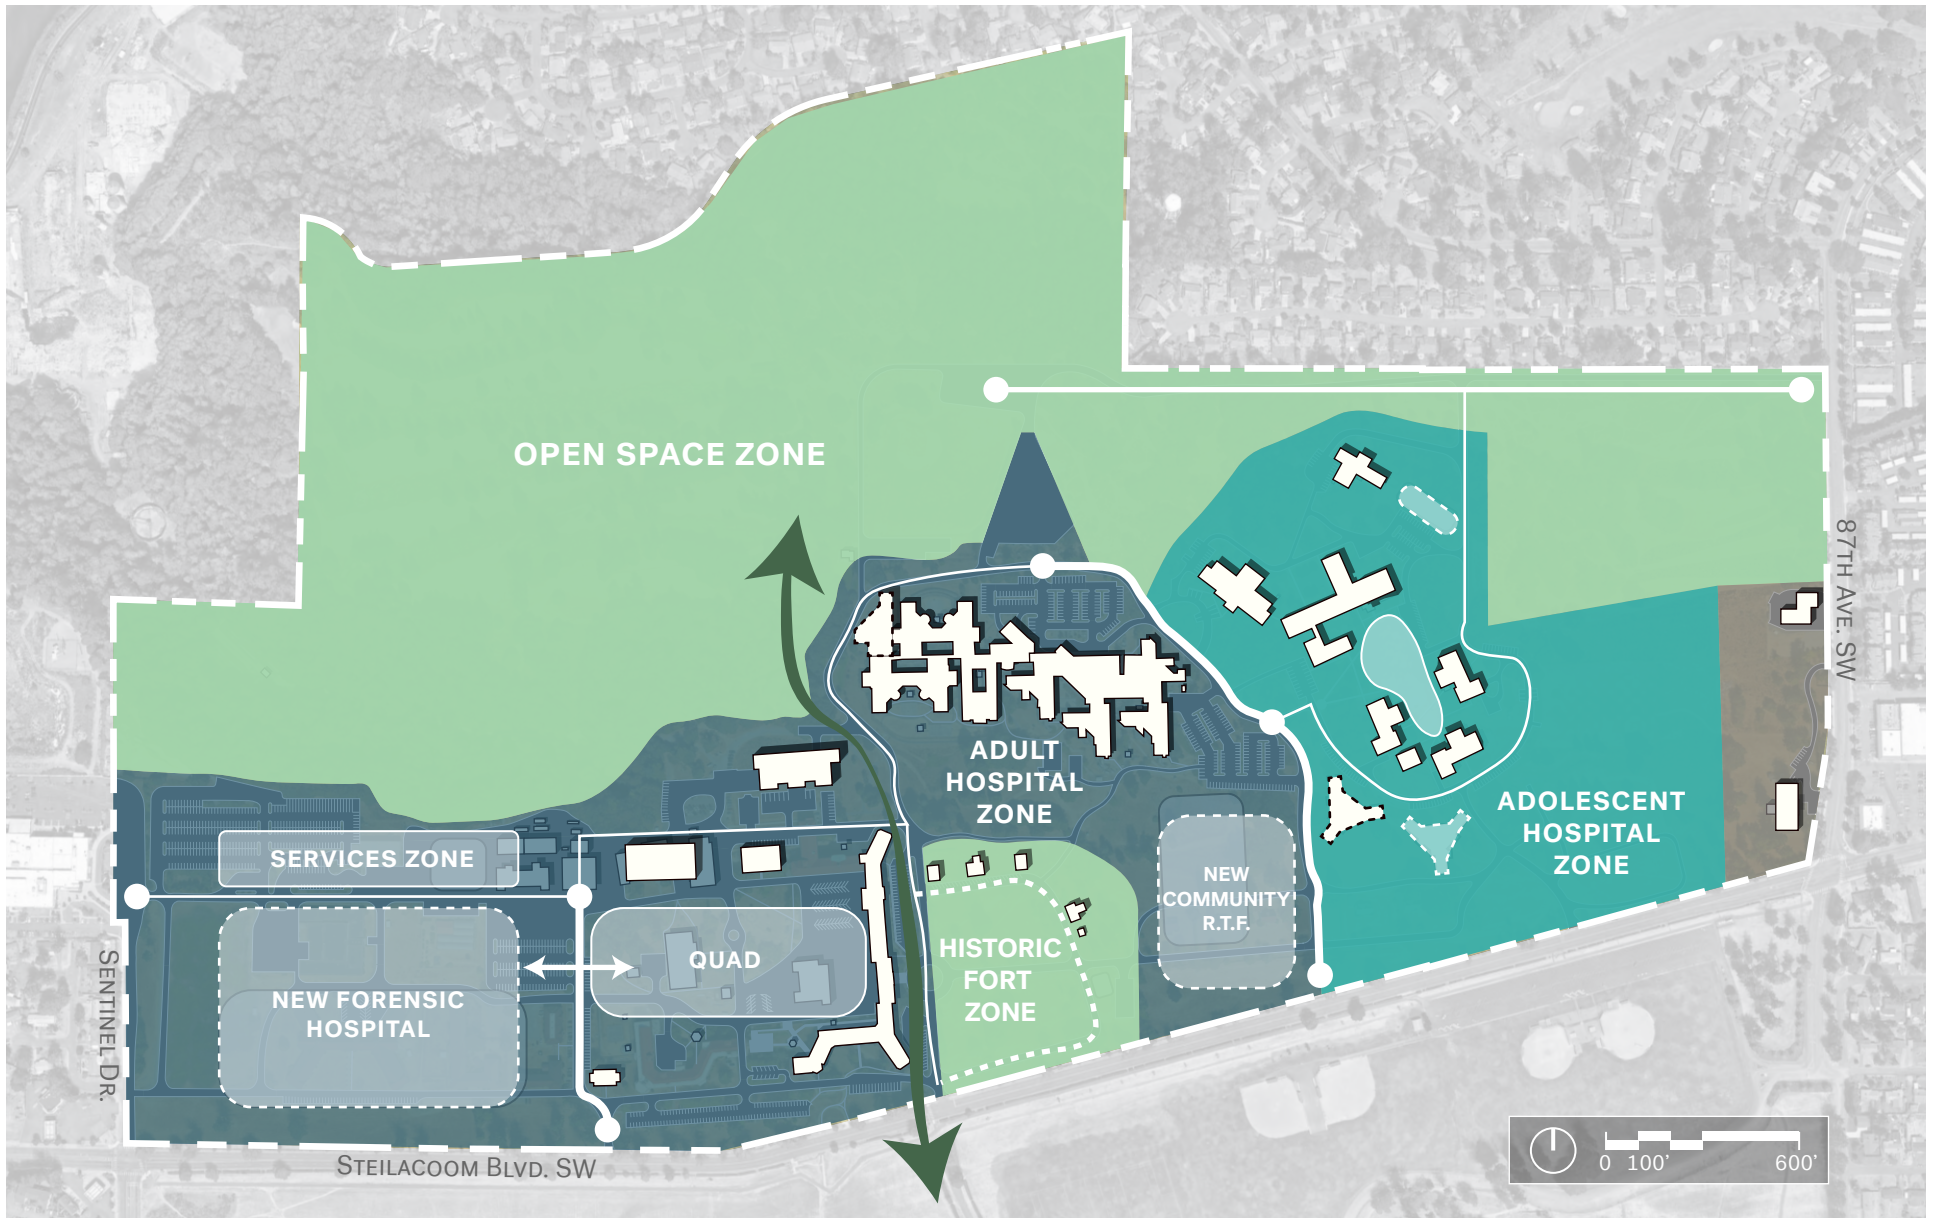 OPEN SPACE ZONE
87TH AVE. SW
ADULT
HOSPITAL
ZONE
ADOLESCENT
HOSPITAL
ZONE
SERVICES ZONE
NEW
COMMUNITY
R.T.F.
QUAD
HISTORIC
FORT
ZONE
NEW FORENSIC
HOSPITAL
SENTINEL DR.
STEILACOOM BLVD. SW
0 100' 600'